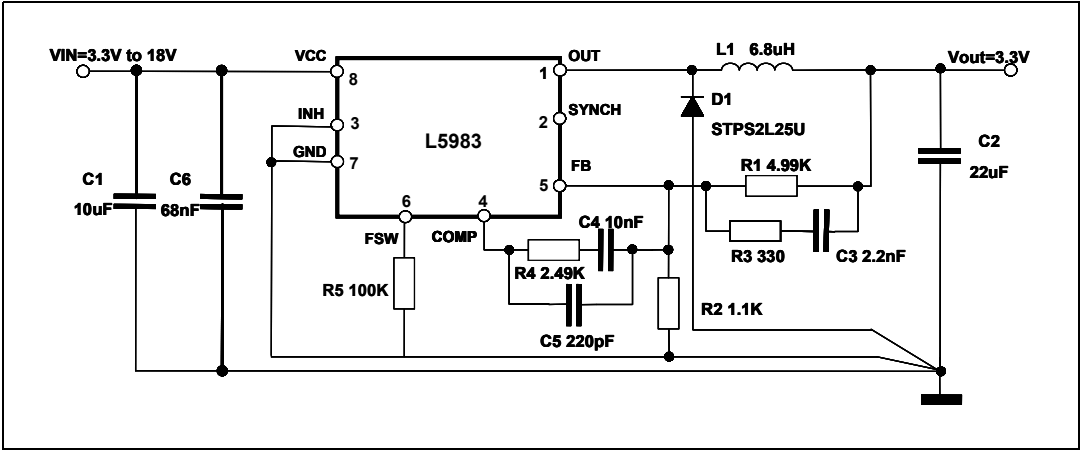 VIN=3.3V to 18V
VCC
8
INH
3
GND
7
L5983
1
OUT
2
SYNCH
FB
5
6
FSW
4
COMP
L1 6.8uH
Vout=3.3V
D1
STPS2L25U
C2
22uF
C1
10uF
C6
68nF
R1 4.99K
R3 330
C3 2.2nF
C4 10nF
R4 2.49K
C5 220pF
R5 100K
R2 1.1K